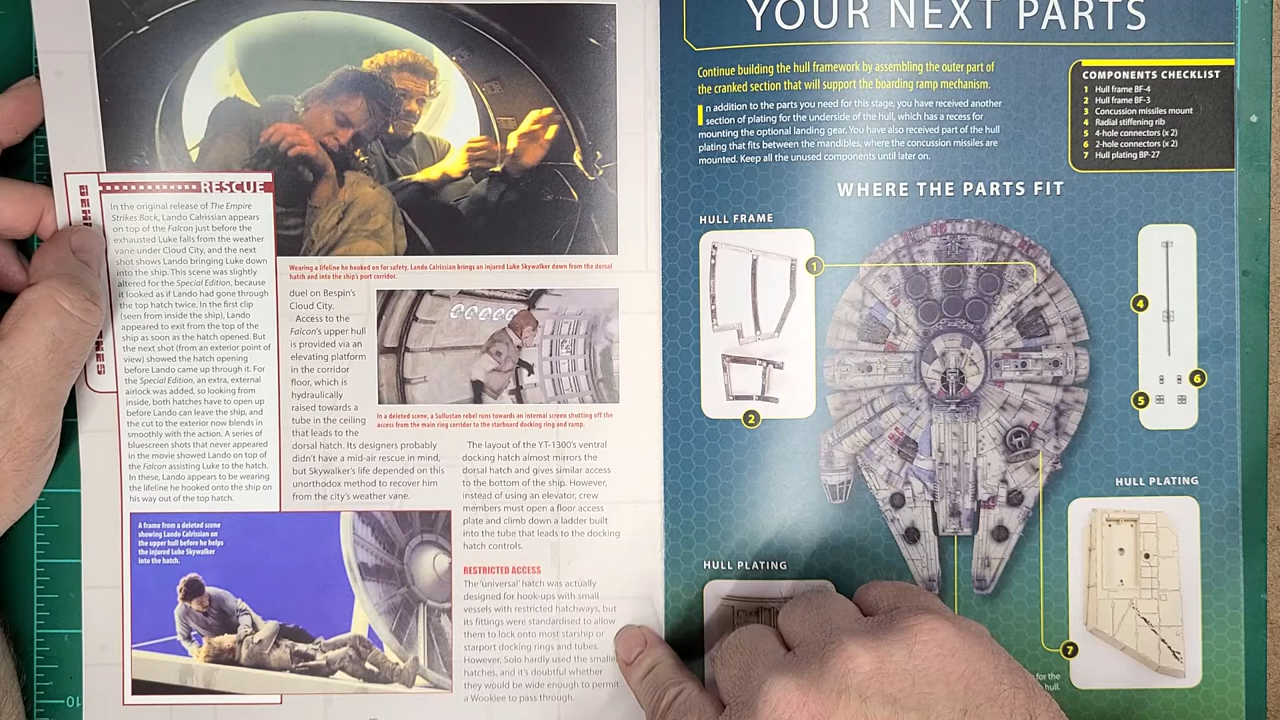 RESCUE
In the original release of The Empire
Strikes Back, Lando Calrissian appears
on top of the Falcon just before the
exhausted Luke falls from the weather
vane under Cloud City, and the next
shot shows Lando bringing Luke down
into the ship. This scene was slightly
altered for the Special Edition, because
it looked as if Lando had gone through
the top hatch twice. In the first clip
(seen from inside the ship), Lando
appeared to exit from the top of the
ship as soon as the hatch opened. But
the next shot (from an exterior point of
view) showed the hatch opening
before Lando came up through it. For
the Special Edition, an extra, external
airlock was added, so looking from
inside, both hatches have to open up
before Lando can leave the ship, and
the cut to the exterior now blends in
smoothly with the action. A series of
bluescreen shots that never appeared
in the movie showed Lando on top of
the Falcon assisting Luke to the hatch.
In these, Lando appears to be wearing
the lifeline he hooked onto the ship on
his way out of the top hatch.
Wearing a lifeline he hooked on for safety, Lando Calrissian brings an injured Luke Skywalker down from the dorsal
hatch and into the ship's port corridor.
duel on Bespin's
Cloud City.
Access to the
Falcon's upper hull
is provided via an
elevating platform
in the corridor
floor, which is
hydraulically
raised towards a
tube in the ceiling
that leads to the
dorsal hatch. Its designers probably
didn't have a mid-air rescue in mind,
but Skywalker's life depended on this
unorthodox method to recover him
from the city's weather vane.
In a deleted scene, a Sullustan rebel runs towards an internal screen shutting off the
access from the main ring corridor to the starboard docking ring and ramp.
The layout of the YT-1300's ventral
docking hatch almost mirrors the
dorsal hatch and gives similar access
to the bottom of the ship. However,
instead of using an elevator, crew
members must open a floor access
plate and climb down a ladder built
into the tube that leads to the docking
hatch controls.
RESTRICTED ACCESS
The 'universal' hatch was actually
designed for hook-ups with small
vessels with restricted hatchways, but
its fittings were standardised to allow
them to lock onto most starship or
starport docking rings and tubes.
However, Solo hardly used the smalle
hatches, and it's doubtful whether
they would be wide enough to permit
a Wookiee to pass through.
A frame from a deleted scene
showing Lando Calrissian on
the upper hull before he helps
the injured Luke Skywalker
into the hatch.
YOUR NEXT PARTS
Continue building the hull framework by assembling the outer part of
the cranked section that will support the boarding ramp mechanism.
In addition to the parts you need for this stage, you have received another
section of plating for the underside of the hull, which has a recess for
mounting the optional landing gear. You have also received part of the hull
plating that fits between the mandibles, where the concussion missiles are
mounted. Keep all the unused components until later on.
COMPONENTS CHECKLIST
1 Hull frame BF-4
2 Hull frame BF-3
3 Concussion missiles mount
4 Radial stiffening rib
5 4-hole connectors (x 2)
6 2-hole connectors (x 2)
7 Hull plating BP-27
WHERE THE PARTS FIT
HULL FRAME
1
2
4
6
5
HULL PLATING
7
HULL PLATING
for the
hull.
10